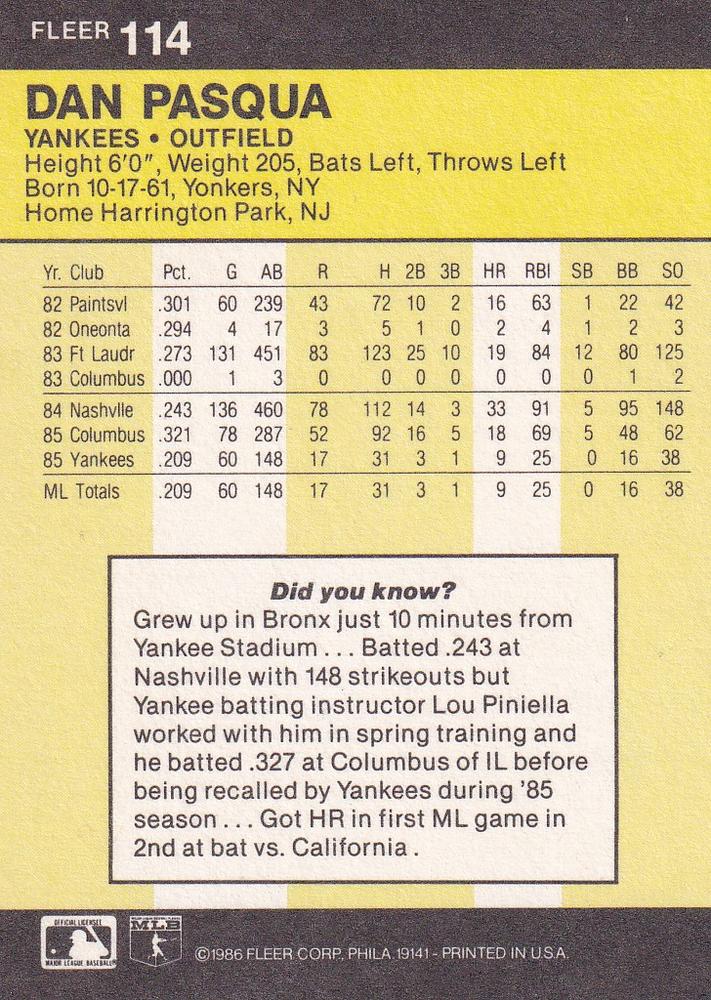 FLEER 114
DAN PASQUA
YANKEES • OUTFIELD
Height 6'0", Weight 205, Bats Left, Throws Left
Born 10-17-61, Yonkers, NY
Home Harrington Park, NJ
Yr. Club Pct. G AB R H 2B 3B HR RBI SB BB SO
82 Paintsvl .301 60 239 43 72 10 2 16 63 1 22 42
82 Oneonta .294 4 17 3 5 1 0 2 4 1 2 3
83 Ft Laudr .273 131 451 83 123 25 10 19 84 12 80 125
83 Columbus .000 1 3 0 0 0 0 0 0 0 1 2
84 Nashvlle .243 136 460 78 112 14 3 33 91 5 95 148
85 Columbus .321 78 287 52 92 16 5 18 69 5 48 62
85 Yankees .209 60 148 17 31 3 1 9 25 0 16 38
ML Totals .209 60 148 17 31 3 1 9 25 0 16 38
Did you know?
Grew up in Bronx just 10 minutes from
Yankee Stadium . . . Batted .243 at
Nashville with 148 strikeouts but
Yankee batting instructor Lou Piniella
worked with him in spring training and
he batted .327 at Columbus of IL before
being recalled by Yankees during '85
season . . . Got HR in first ML game in
2nd at bat vs. California .
OFFICIAL LICENSEE
MAJOR LEAGUE BASEBALL
MLB
©1986 FLEER CORP, PHILA. 19141 - PRINTED IN U.S.A.